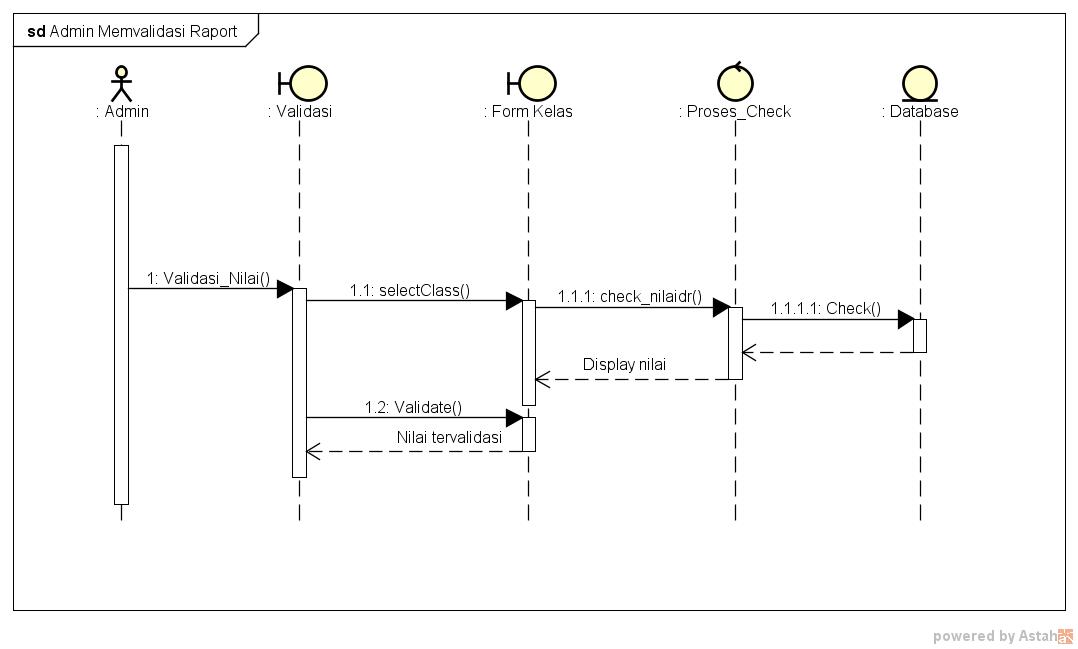 sd Admin Memvalidasi Raport
: Admin
: Validasi
: Form Kelas
: Proses_Check
: Database
1: Validasi_Nilai()
1.1: selectClass()
1.1.1: check_nilaidr()
1.1.1.1: Check()
Display nilai
1.2: Validate()
Nilai tervalidasi
powered by Astah